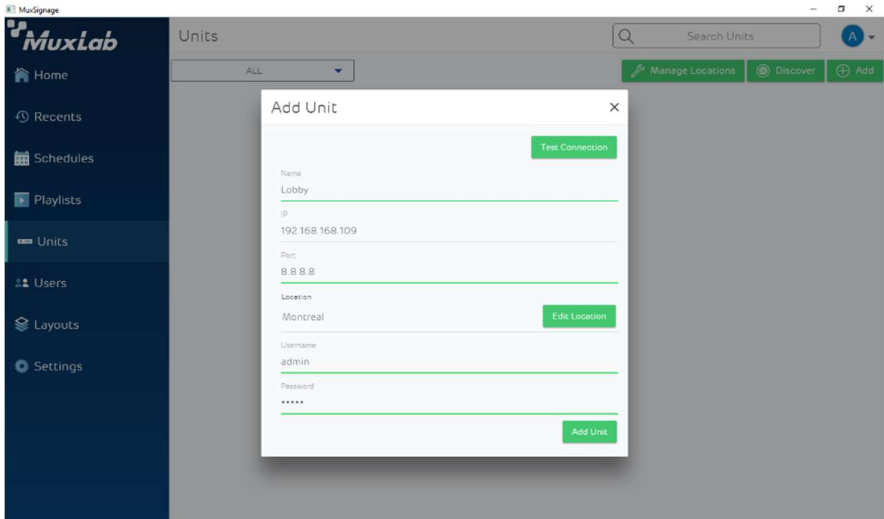 MuxSignage
MuxLab
Units
Search Units
A
Home
ALL
Manage Locations
Discover
Add
Recents
Schedules
Playlists
Units
Users
Layouts
Settings
Add Unit
Test Connection
Name
Lobby
IP
192.168.168.109
Port
8.8.8.8
Location
Montreal
Edit Location
Username
admin
Password
•••••
Add Unit